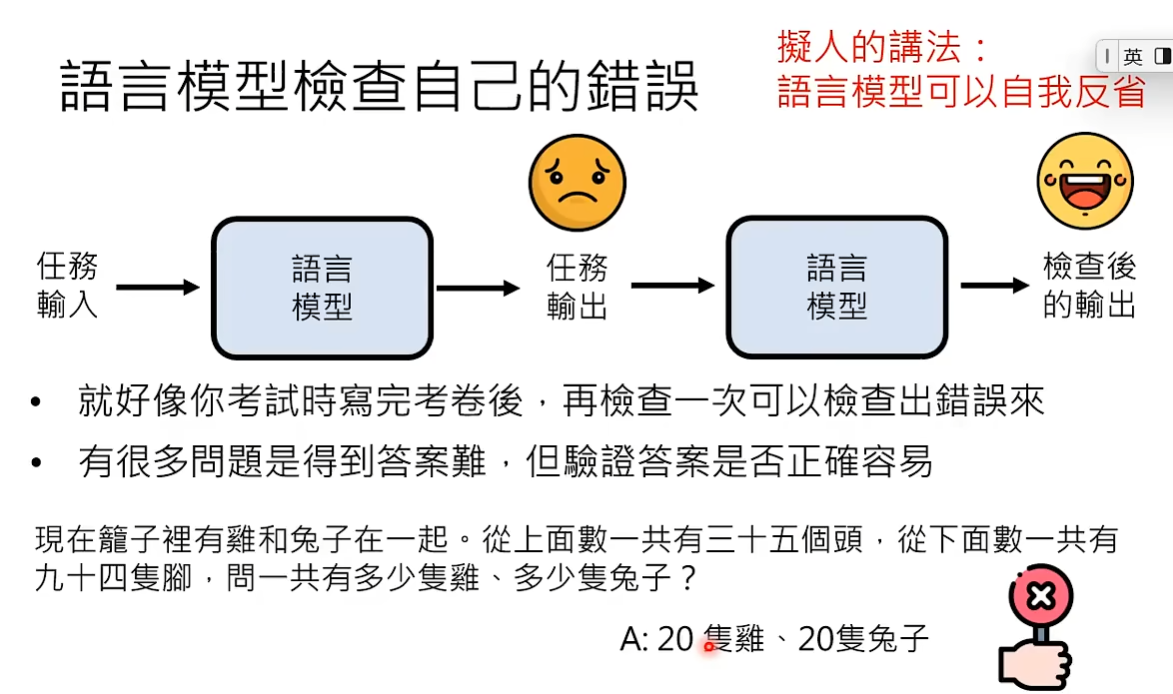 擬人的講法：
英
語言模型檢查自己的錯誤
語言模型可以自我反省
任務
輸入
語言
模型
任務
輸出
語言
模型
檢查後
的輸出
• 就好像你考試時寫完考卷後，再檢查一次可以檢查出錯誤來
• 有很多問題是得到答案難，但驗證答案是否正確容易
現在籠子裡有雞和兔子在一起。從上面數一共有三十五個頭，從下面數一共有
九十四隻腳，問一共有多少隻雞、多少隻兔子？
A: 20 隻雞、20隻兔子